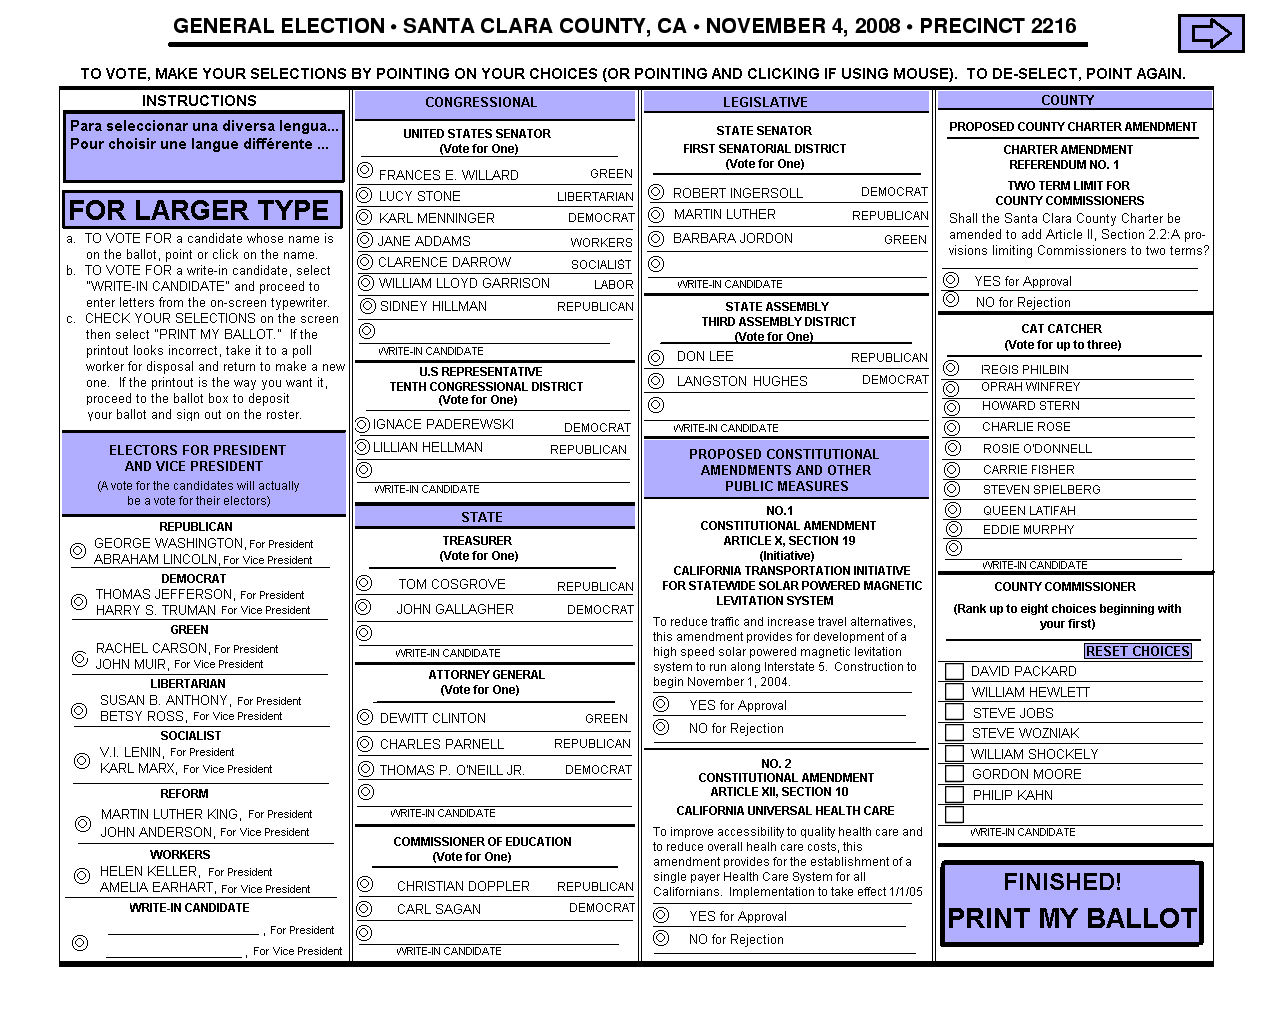 GENERAL ELECTION • SANTA CLARA COUNTY, CA • NOVEMBER 4, 2008 • PRECINCT 2216
TO VOTE, MAKE YOUR SELECTIONS BY POINTING ON YOUR CHOICES (OR POINTING AND CLICKING IF USING MOUSE). TO DE-SELECT, POINT AGAIN.
INSTRUCTIONS
Para seleccionar una diversa lengua...
Pour choisir une langue différente ...
FOR LARGER TYPE
a. TO VOTE FOR a candidate whose name is
on the ballot, point or click on the name.
b. TO VOTE FOR a write-in candidate, select
"WRITE-IN CANDIDATE" and proceed to
enter letters from the on-screen typewriter.
c. CHECK YOUR SELECTIONS on the screen
then select "PRINT MY BALLOT." If the
printout looks incorrect, take it to a poll
worker for disposal and return to make a new
one. If the printout is the way you want it,
proceed to the ballot box to deposit
your ballot and sign out on the roster.
ELECTORS FOR PRESIDENT
AND VICE PRESIDENT
(A vote for the candidates will actually
be a vote for their electors)
REPUBLICAN
GEORGE WASHINGTON, For President
ABRAHAM LINCOLN, For Vice President
DEMOCRAT
THOMAS JEFFERSON, For President
HARRY S. TRUMAN For Vice President
GREEN
RACHEL CARSON, For President
JOHN MUIR, For Vice President
LIBERTARIAN
SUSAN B. ANTHONY, For President
BETSY ROSS, For Vice President
SOCIALIST
V.I. LENIN, For President
KARL MARX, For Vice President
REFORM
MARTIN LUTHER KING, For President
JOHN ANDERSON, For Vice President
WORKERS
HELEN KELLER, For President
AMELIA EARHART, For Vice President
WRITE-IN CANDIDATE
, For President
, For Vice President
CONGRESSIONAL
UNITED STATES SENATOR
(Vote for One)
FRANCES E. WILLARD GREEN
LUCY STONE LIBERTARIAN
KARL MENNINGER DEMOCRAT
JANE ADDAMS WORKERS
CLARENCE DARROW SOCIALIST
WILLIAM LLOYD GARRISON LABOR
SIDNEY HILLMAN REPUBLICAN
WRITE-IN CANDIDATE
U.S REPRESENTATIVE
TENTH CONGRESSIONAL DISTRICT
(Vote for One)
IGNACE PADEREWSKI DEMOCRAT
LILLIAN HELLMAN REPUBLICAN
WRITE-IN CANDIDATE
STATE
TREASURER
(Vote for One)
TOM COSGROVE REPUBLICAN
JOHN GALLAGHER DEMOCRAT
WRITE-IN CANDIDATE
ATTORNEY GENERAL
(Vote for One)
DEWITT CLINTON GREEN
CHARLES PARNELL REPUBLICAN
THOMAS P. O'NEILL JR. DEMOCRAT
WRITE-IN CANDIDATE
COMMISSIONER OF EDUCATION
(Vote for One)
CHRISTIAN DOPPLER REPUBLICAN
CARL SAGAN DEMOCRAT
WRITE-IN CANDIDATE
LEGISLATIVE
STATE SENATOR
FIRST SENATORIAL DISTRICT
(Vote for One)
ROBERT INGERSOLL DEMOCRAT
MARTIN LUTHER REPUBLICAN
BARBARA JORDON GREEN
WRITE-IN CANDIDATE
STATE ASSEMBLY
THIRD ASSEMBLY DISTRICT
(Vote for One)
DON LEE REPUBLICAN
LANGSTON HUGHES DEMOCRAT
WRITE-IN CANDIDATE
PROPOSED CONSTITUTIONAL
AMENDMENTS AND OTHER
PUBLIC MEASURES
NO.1
CONSTITUTIONAL AMENDMENT
ARTICLE X, SECTION 19
(Initiative)
CALIFORNIA TRANSPORTATION INITIATIVE
FOR STATEWIDE SOLAR POWERED MAGNETIC
LEVITATION SYSTEM
To reduce traffic and increase travel alternatives,
this amendment provides for development of a
high speed solar powered magnetic levitation
system to run along Interstate 5. Construction to
begin November 1, 2004.
YES for Approval
NO for Rejection
NO. 2
CONSTITUTIONAL AMENDMENT
ARTICLE XII, SECTION 10
CALIFORNIA UNIVERSAL HEALTH CARE
To improve accessibility to quality health care and
to reduce overall healh care costs, this
amendment provides for the establishment of a
single payer Health Care System for all
Californians. Implementation to take effect 1/1/05
YES for Approval
NO for Rejection
COUNTY
PROPOSED COUNTY CHARTER AMENDMENT
CHARTER AMENDMENT
REFERENDUM NO. 1
TWO TERM LIMIT FOR
COUNTY COMMISSIONERS
Shall the Santa Clara County Charter be
amended to add Article II, Section 2.2:A pro-
visions limiting Commissioners to two terms?
YES for Approval
NO for Rejection
CAT CATCHER
(Vote for up to three)
REGIS PHILBIN
OPRAH WINFREY
HOWARD STERN
CHARLIE ROSE
ROSIE O'DONNELL
CARRIE FISHER
STEVEN SPIELBERG
QUEEN LATIFAH
EDDIE MURPHY
WRITE-IN CANDIDATE
COUNTY COMMISSIONER
(Rank up to eight choices beginning with
your first)
RESET CHOICES
DAVID PACKARD
WILLIAM HEWLETT
STEVE JOBS
STEVE WOZNIAK
WILLIAM SHOCKELY
GORDON MOORE
PHILIP KAHN
WRITE-IN CANDIDATE
FINISHED!
PRINT MY BALLOT